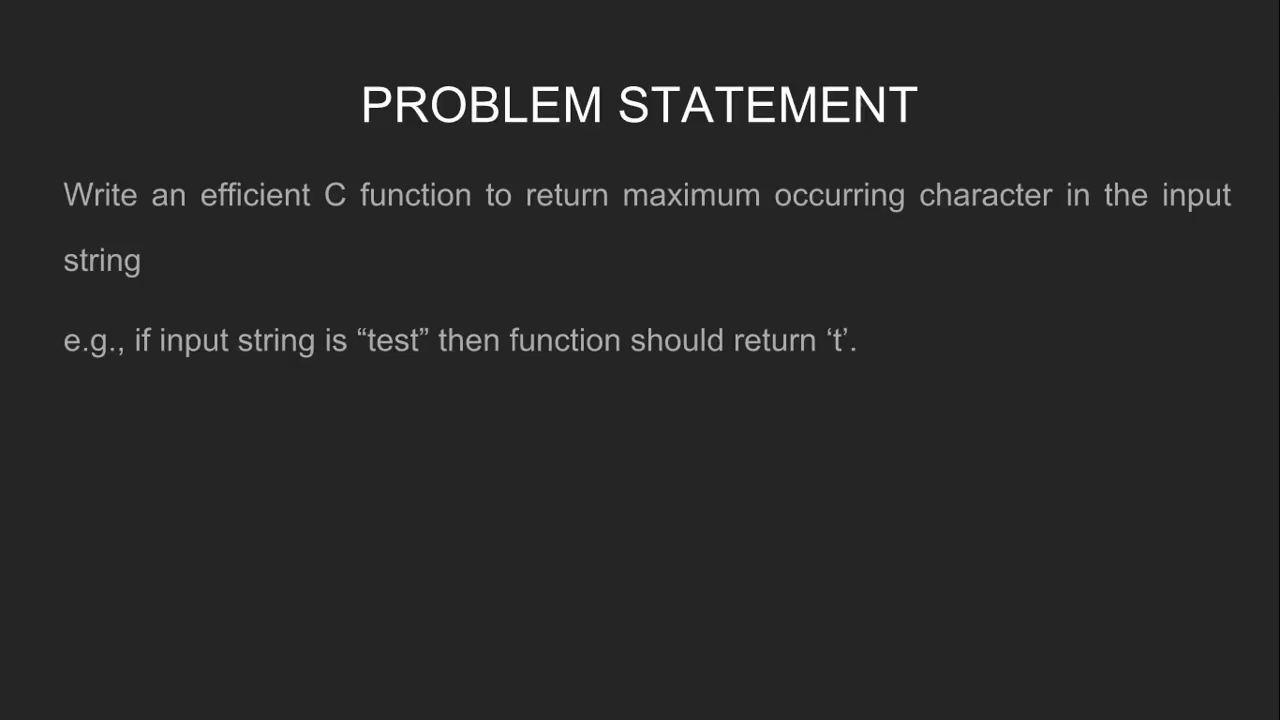 PROBLEM STATEMENT
Write an efficient C function to return maximum occurring character in the input
string
e.g., if input string is “test” then function should return ‘t’.